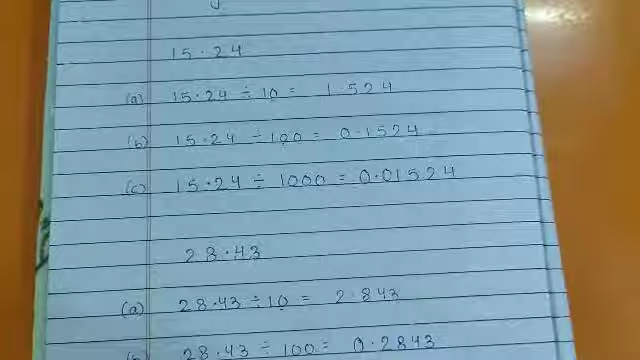 15.24
(a) 15.24 ÷ 10 = 1.524
(b) 15.24 ÷ 100 = 0.1524
(c) 15.24 ÷ 1000 = 0.01524
28.43
(a) 28.43 ÷ 10 = 2.843
(b) 28.43 ÷ 100 = 0.2843